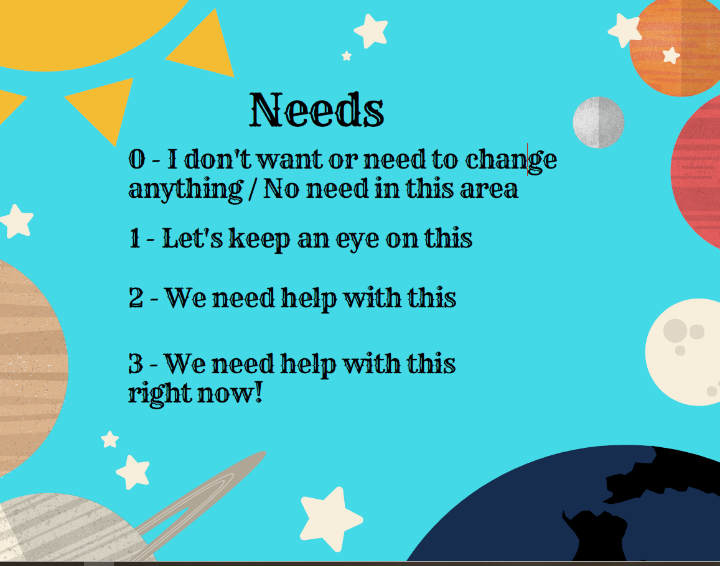 Needs
0 - I don't want or need to change
anything / No need in this area
1 - Let's keep an eye on this
2 - We need help with this
3 - We need help with this
right now!